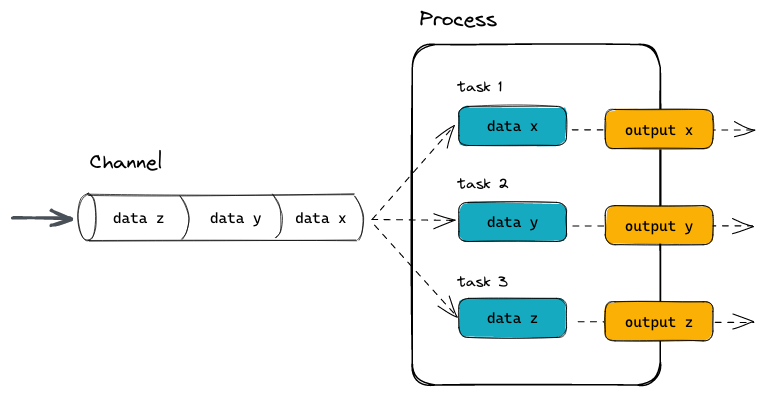 Process
Channel
data z
data y
data x
task 1
data x
output x
task 2
data y
output y
task 3
data z
output z